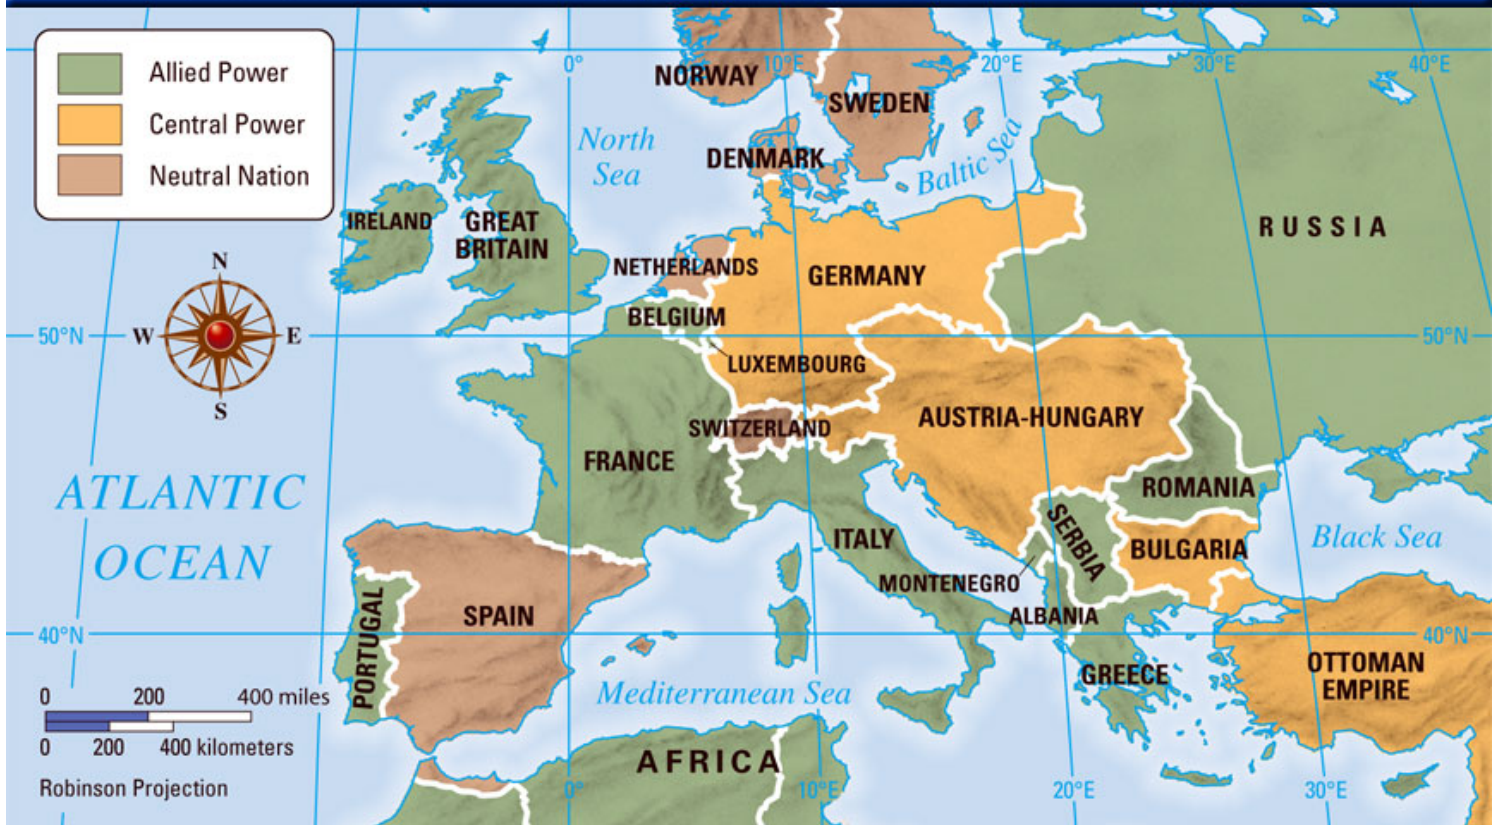 Allied Power
Central Power
Neutral Nation
0°
10°E
20°E
30°E
40°E
NORWAY
SWEDEN
North
Sea
DENMARK
Baltic Sea
IRELAND
GREAT
BRITAIN
RUSSIA
NETHERLANDS
GERMANY
N
W
E
S
BELGIUM
50°N
50°N
LUXEMBOURG
AUSTRIA-HUNGARY
SWITZERLAND
FRANCE
ATLANTIC
OCEAN
ROMANIA
SERBIA
ITALY
BULGARIA
Black Sea
MONTENEGRO
SPAIN
PORTUGAL
ALBANIA
40°N
40°N
GREECE
OTTOMAN
EMPIRE
Mediterranean Sea
0 200 400 miles
0 200 400 kilometers
Robinson Projection
AFRICA
0°
10°E
20°E
30°E